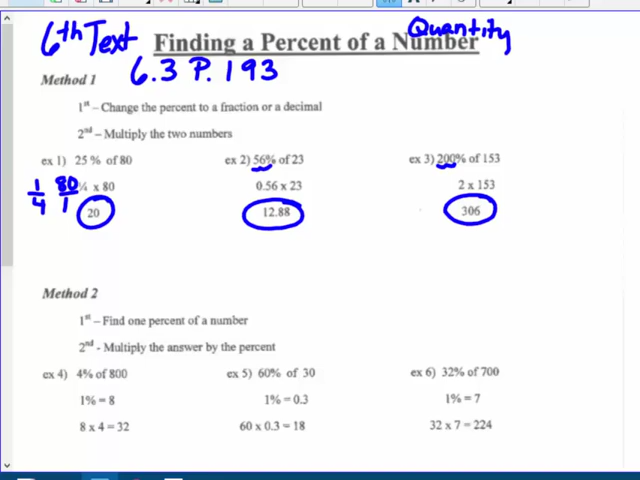 6th Text Quantity
Finding a Percent of a Number
6.3 P. 193
Method 1
1st – Change the percent to a fraction or a decimal
2nd – Multiply the two numbers
ex 1) 25 % of 80 ex 2) 56% of 23 ex 3) 200% of 153
1/4 80/1 ¼ x 80 0.56 x 23 2 x 153
20 12.88 306
Method 2
1st – Find one percent of a number
2nd - Multiply the answer by the percent
ex 4) 4% of 800 ex 5) 60% of 30 ex 6) 32% of 700
1% = 8 1% = 0.3 1% = 7
8 x 4 = 32 60 x 0.3 = 18 32 x 7 = 224